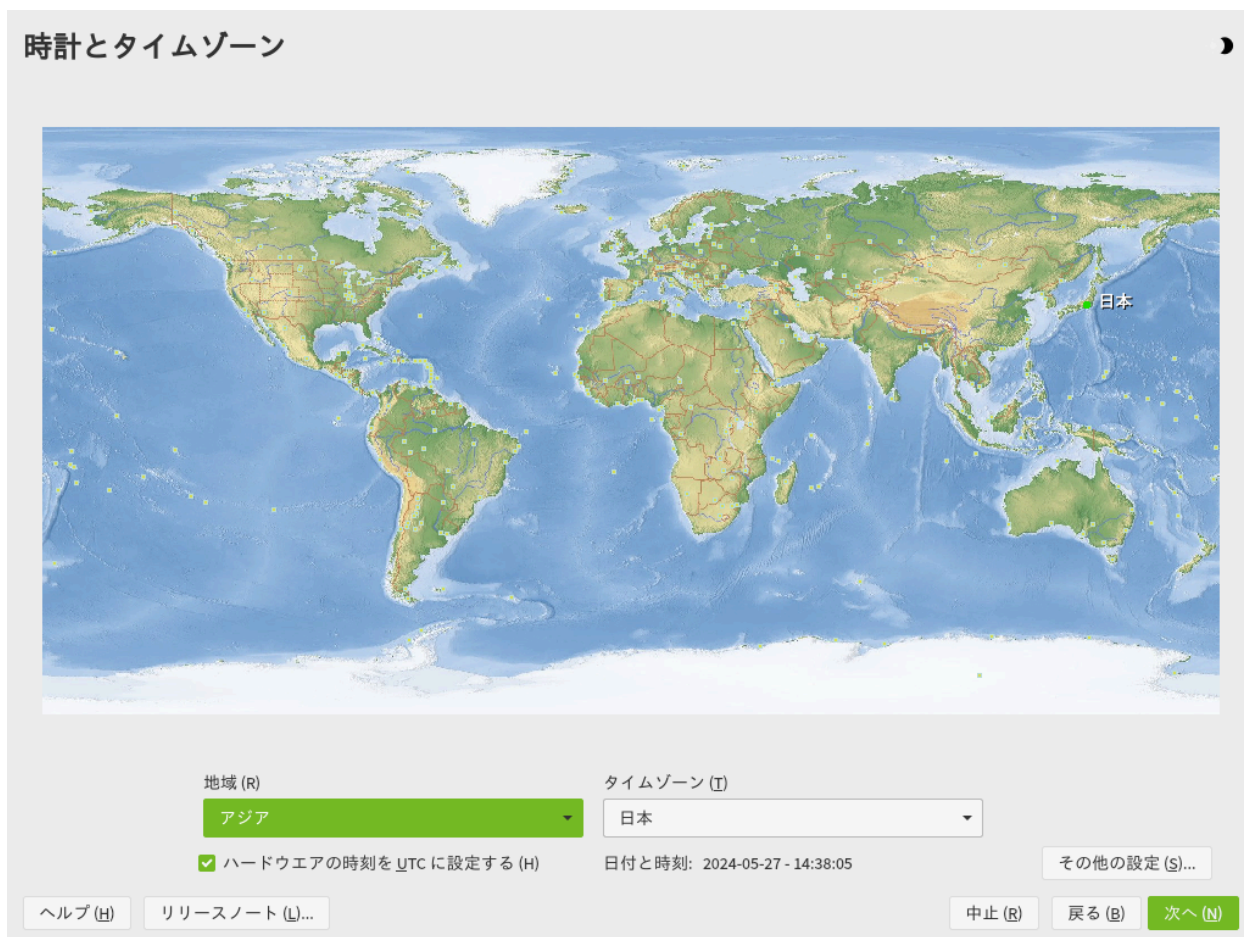 時計とタイムゾーン
日本
地域 (R)
タイムゾーン (T)
アジア
日本
ハードウエアの時刻を UTC に設定する (H)
日付と時刻: 2024-05-27 - 14:38:05
その他の設定 (S)...
ヘルプ (H)
リリースノート (L)...
中止 (R)
戻る (B)
次へ (N)